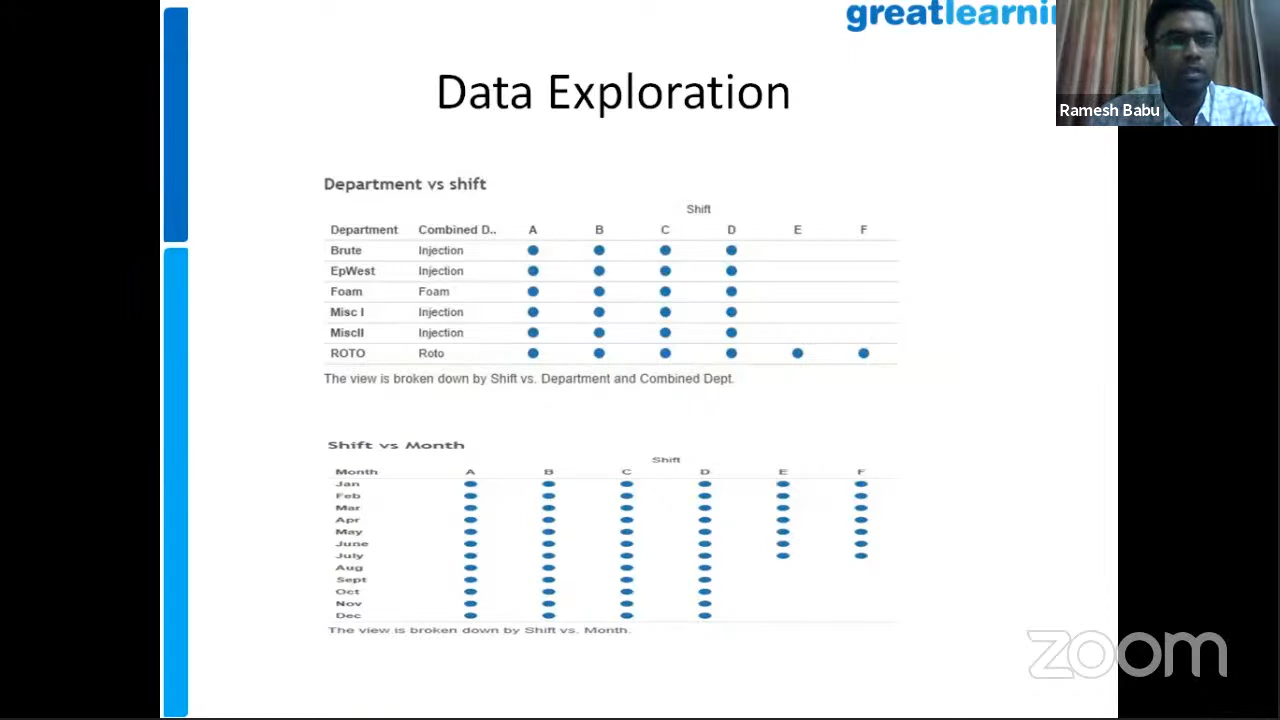 greatlearnin
Data Exploration
Ramesh Babu
Department vs shift
Shift
Department Combined D.. A B C D E F
Brute Injection
EpWest Injection
Foam Foam
Misc I Injection
MiscII Injection
ROTO Roto
The view is broken down by Shift vs. Department and Combined Dept.
Shift vs Month
Shift
Month A B C D E F
Jan
Feb
Mar
Apr
May
June
July
Aug
Sept
Oct
Nov
Dec
The view is broken down by Shift vs. Month.
zoom